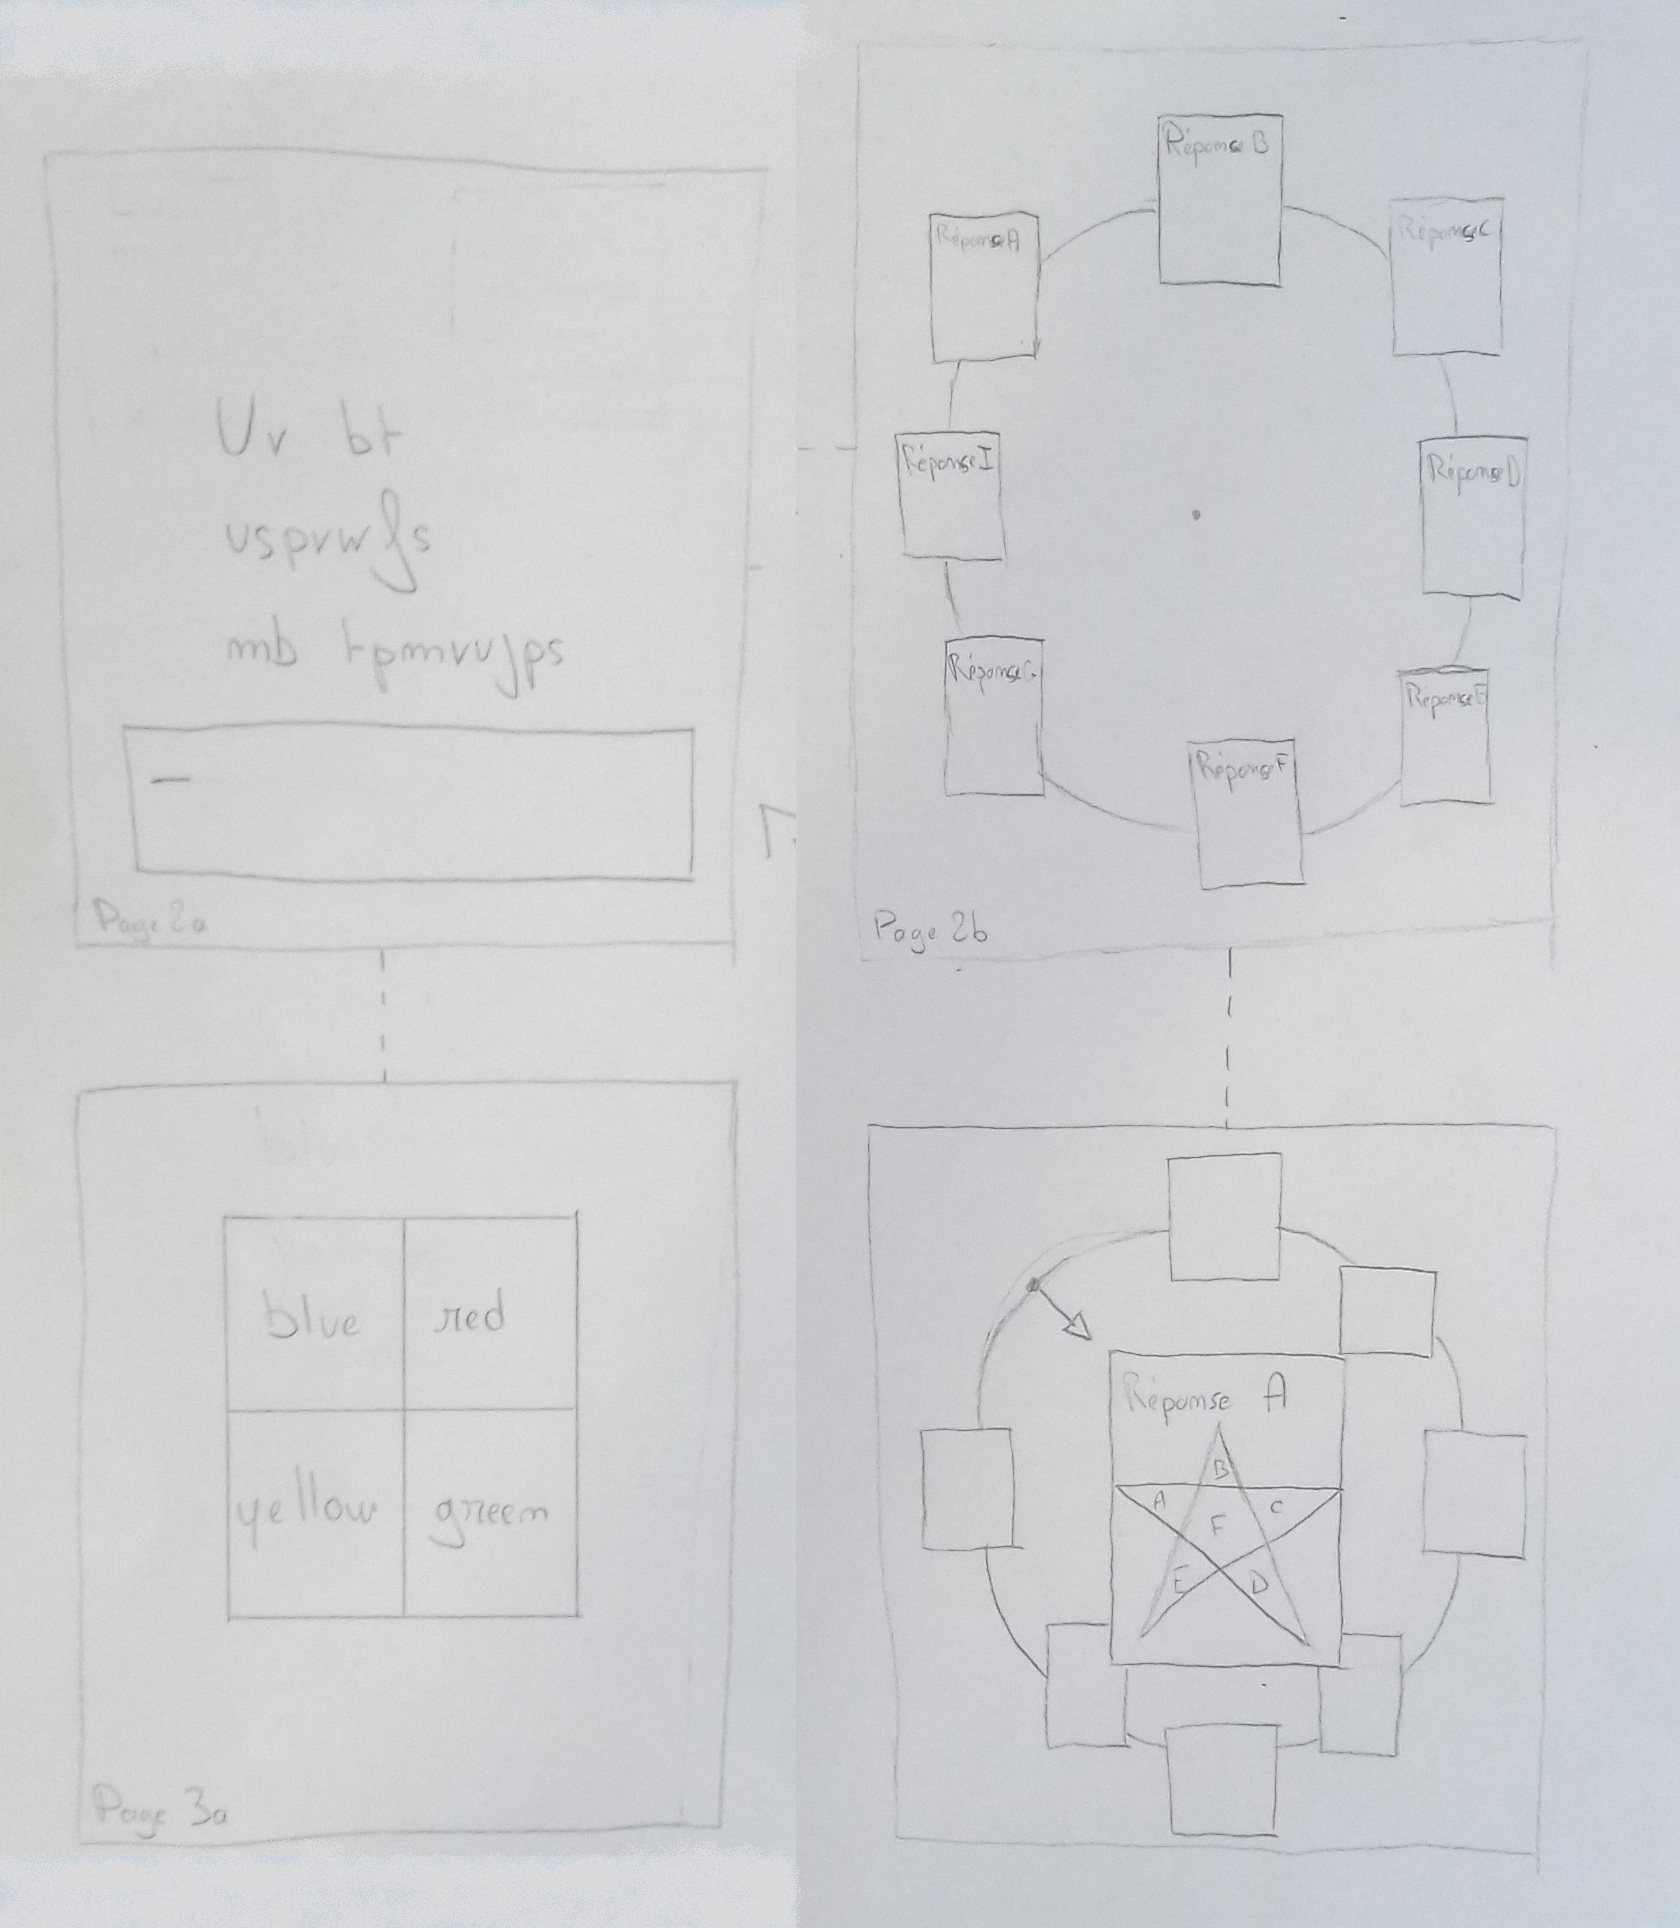 Uv bt
uspvwfs
mb tpmvujps
—
Page 2a
blue red
yellow green
Page 3a
Réponse B
Réponse A
Réponse C
Réponse I
Réponse D
Réponse G
Réponse E
Réponse F
Page 2b
Réponse A
B
A C
F
E D